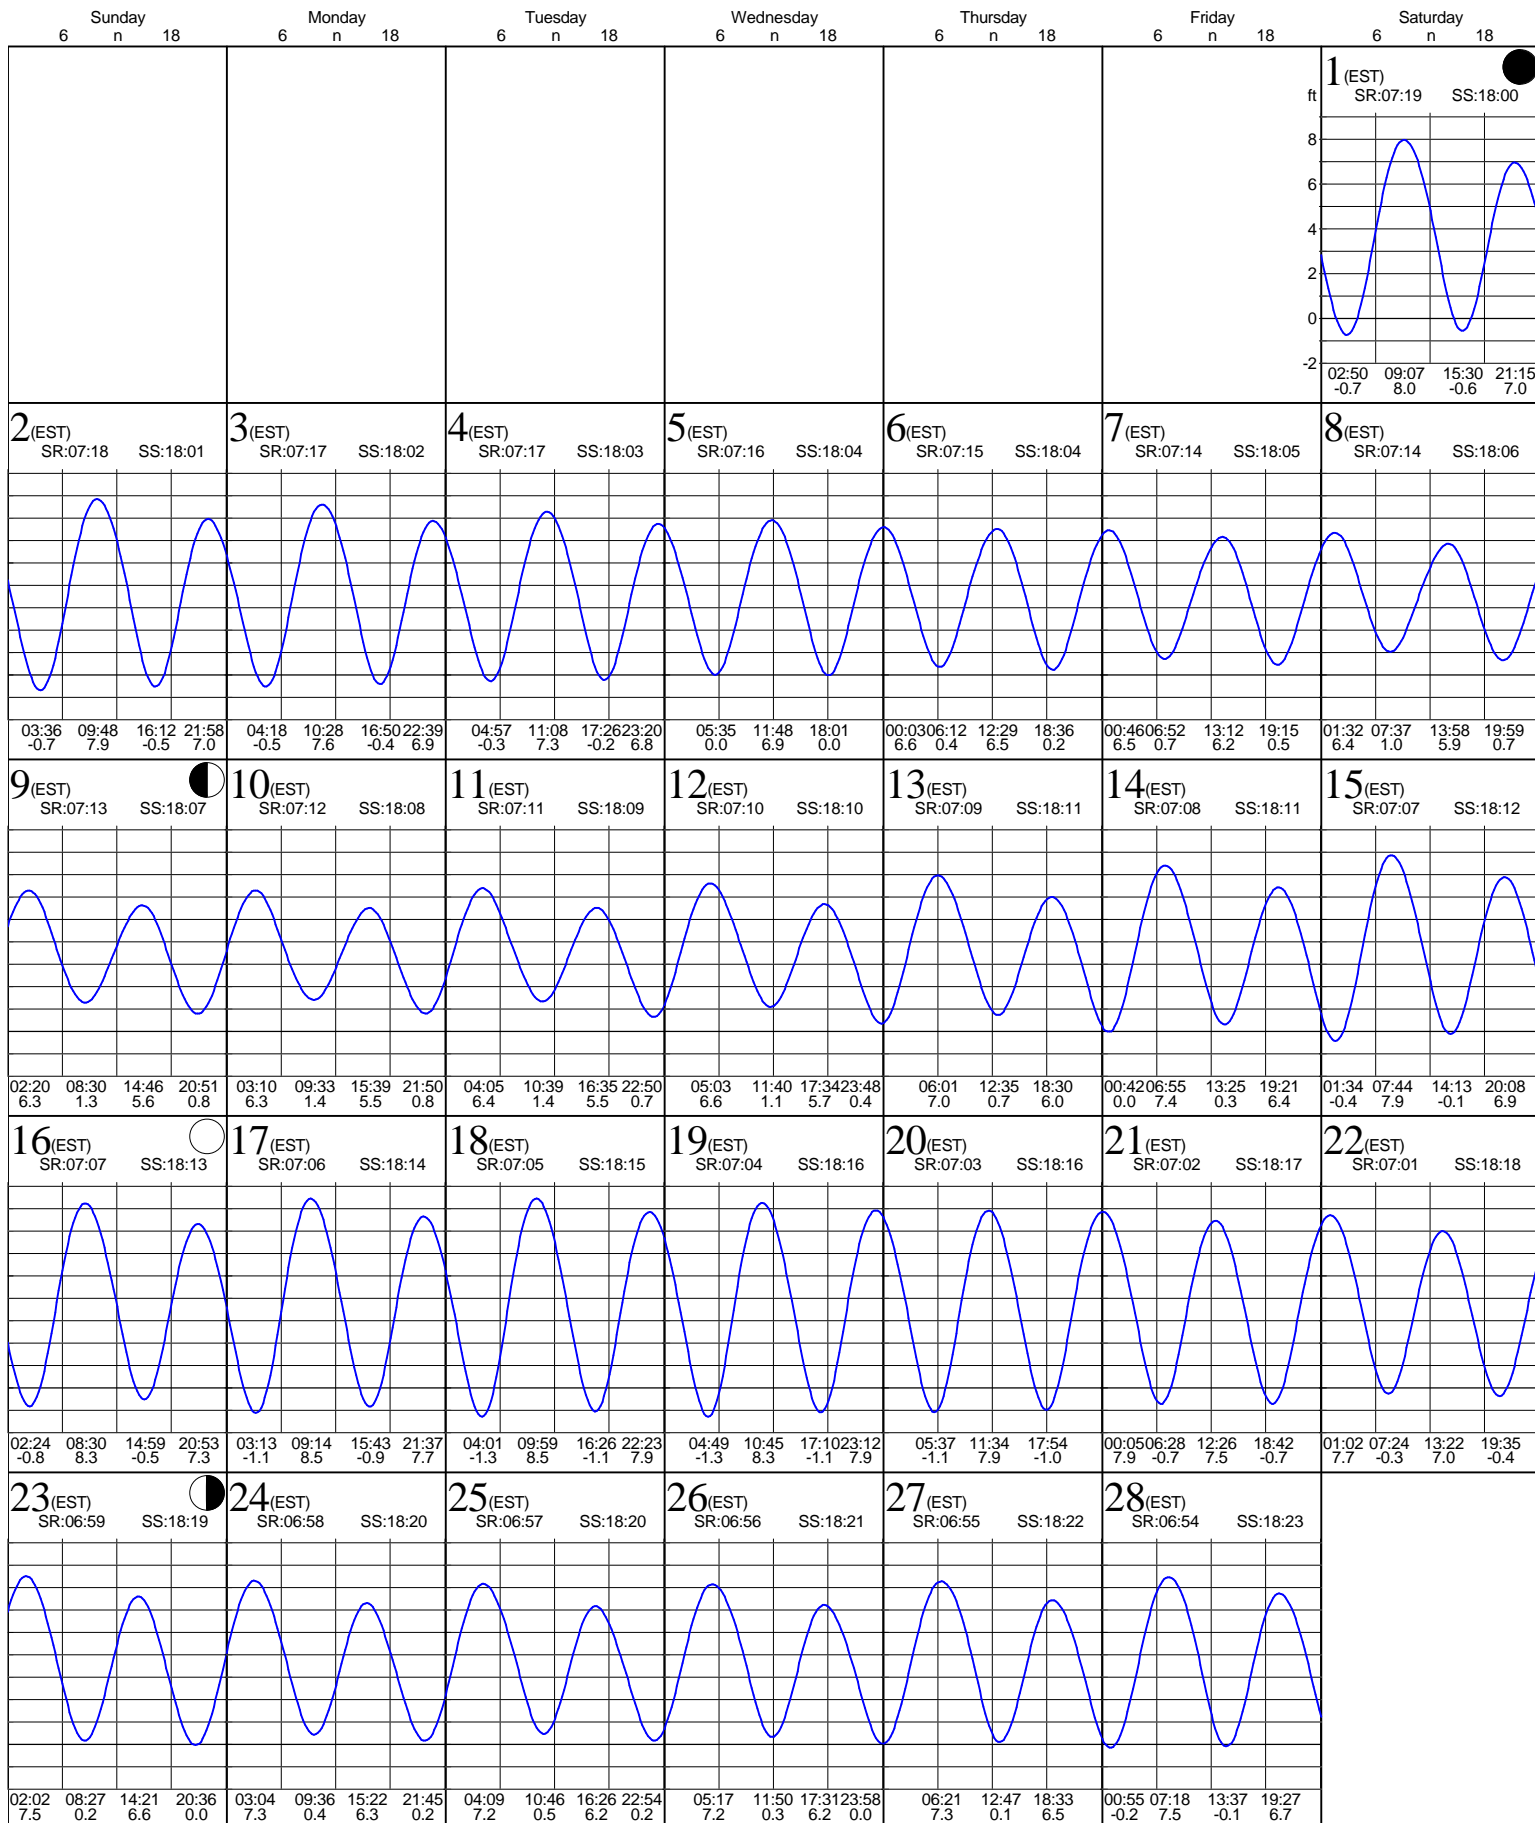 Sunday Monday Tuesday Wednesday Thursday Friday Saturday
6 n 18 6 n 18 6 n 18 6 n 18 6 n 18 6 n 18 6 n 18
1(EST)
ft SR:07:19 SS:18:00
8
6
4
2
0
-2
02:50 09:07 15:30 21:15
-0.7 8.0 -0.6 7.0
2(EST) 3(EST) 4(EST) 5(EST) 6(EST) 7(EST) 8(EST)
SR:07:18 SS:18:01 SR:07:17 SS:18:02 SR:07:17 SS:18:03 SR:07:16 SS:18:04 SR:07:15 SS:18:04 SR:07:14 SS:18:05 SR:07:14 SS:18:06
03:36 09:48 16:12 21:58 04:18 10:28 16:50 22:39 04:57 11:08 17:26 23:20 05:35 11:48 18:01 00:03 06:12 12:29 18:36 00:46 06:52 13:12 19:15 01:32 07:37 13:58 19:59
-0.7 7.9 -0.5 7.0 -0.5 7.6 -0.4 6.9 -0.3 7.3 -0.2 6.8 0.0 6.9 0.0 6.6 0.4 6.5 0.2 6.5 0.7 6.2 0.5 6.4 1.0 5.9 0.7
9(EST) 10(EST) 11(EST) 12(EST) 13(EST) 14(EST) 15(EST)
SR:07:13 SS:18:07 SR:07:12 SS:18:08 SR:07:11 SS:18:09 SR:07:10 SS:18:10 SR:07:09 SS:18:11 SR:07:08 SS:18:11 SR:07:07 SS:18:12
02:20 08:30 14:46 20:51 03:10 09:33 15:39 21:50 04:05 10:39 16:35 22:50 05:03 11:40 17:34 23:48 06:01 12:35 18:30 00:42 06:55 13:25 19:21 01:34 07:44 14:13 20:08
6.3 1.3 5.6 0.8 6.3 1.4 5.5 0.8 6.4 1.4 5.5 0.7 6.6 1.1 5.7 0.4 7.0 0.7 6.0 0.0 7.4 0.3 6.4 -0.4 7.9 -0.1 6.9
16(EST) 17(EST) 18(EST) 19(EST) 20(EST) 21(EST) 22(EST)
SR:07:07 SS:18:13 SR:07:06 SS:18:14 SR:07:05 SS:18:15 SR:07:04 SS:18:16 SR:07:03 SS:18:16 SR:07:02 SS:18:17 SR:07:01 SS:18:18
02:24 08:30 14:59 20:53 03:13 09:14 15:43 21:37 04:01 09:59 16:26 22:23 04:49 10:45 17:10 23:12 05:37 11:34 17:54 00:05 06:28 12:26 18:42 01:02 07:24 13:22 19:35
-0.8 8.3 -0.5 7.3 -1.1 8.5 -0.9 7.7 -1.3 8.5 -1.1 7.9 -1.3 8.3 -1.1 7.9 -1.1 7.9 -1.0 7.9 -0.7 7.5 -0.7 7.7 -0.3 7.0 -0.4
23(EST) 24(EST) 25(EST) 26(EST) 27(EST) 28(EST)
SR:06:59 SS:18:19 SR:06:58 SS:18:20 SR:06:57 SS:18:20 SR:06:56 SS:18:21 SR:06:55 SS:18:22 SR:06:54 SS:18:23
02:02 08:27 14:21 20:36 03:04 09:36 15:22 21:45 04:09 10:46 16:26 22:54 05:17 11:50 17:31 23:58 06:21 12:47 18:33 00:55 07:18 13:37 19:27
7.5 0.2 6.6 0.0 7.3 0.4 6.3 0.2 7.2 0.5 6.2 0.2 7.2 0.3 6.2 0.0 7.3 0.1 6.5 -0.2 7.5 -0.1 6.7